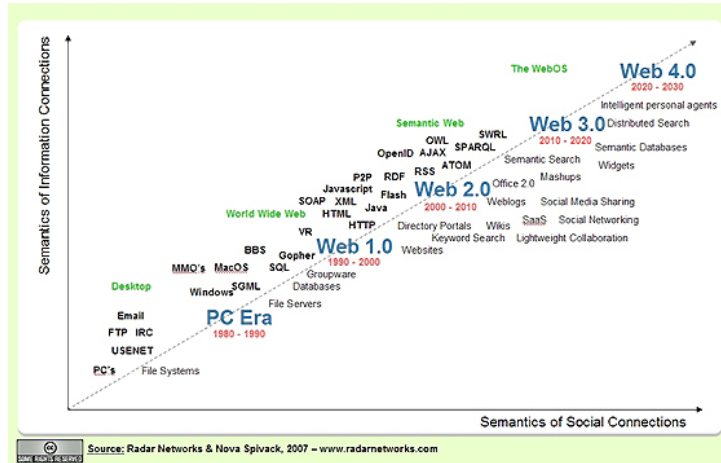 Semantics of Information Connections
The WebOS
Web 4.0
2020 - 2030
Intelligent personal agents
Semantic Web
Web 3.0
2010 - 2020
Distributed Search
SWRL
OWL
SPARQL
OpenID
AJAX
ATOM
Semantic Search
Semantic Databases
Widgets
Mashups
P2P
RDF
RSS
Office 2.0
Javascript
Flash
Web 2.0
2000 - 2010
Weblogs
Social Media Sharing
SOAP
XML
Java
World Wide Web
HTML
HTTP
Directory Portals
Wikis
SaaS
Social Networking
VR
Keyword Search
Lightweight Collaboration
BBS
Gopher
Web 1.0
1990 - 2000
Websites
MMO's
MacOS
SQL
Groupware
Desktop
SGML
Databases
Windows
File Servers
Email
PC Era
1980 - 1990
FTP
IRC
USENET
PC's
File Systems
Semantics of Social Connections
cc
SOME RIGHTS RESERVED
Source: Radar Networks & Nova Spivack, 2007 – www.radarnetworks.com